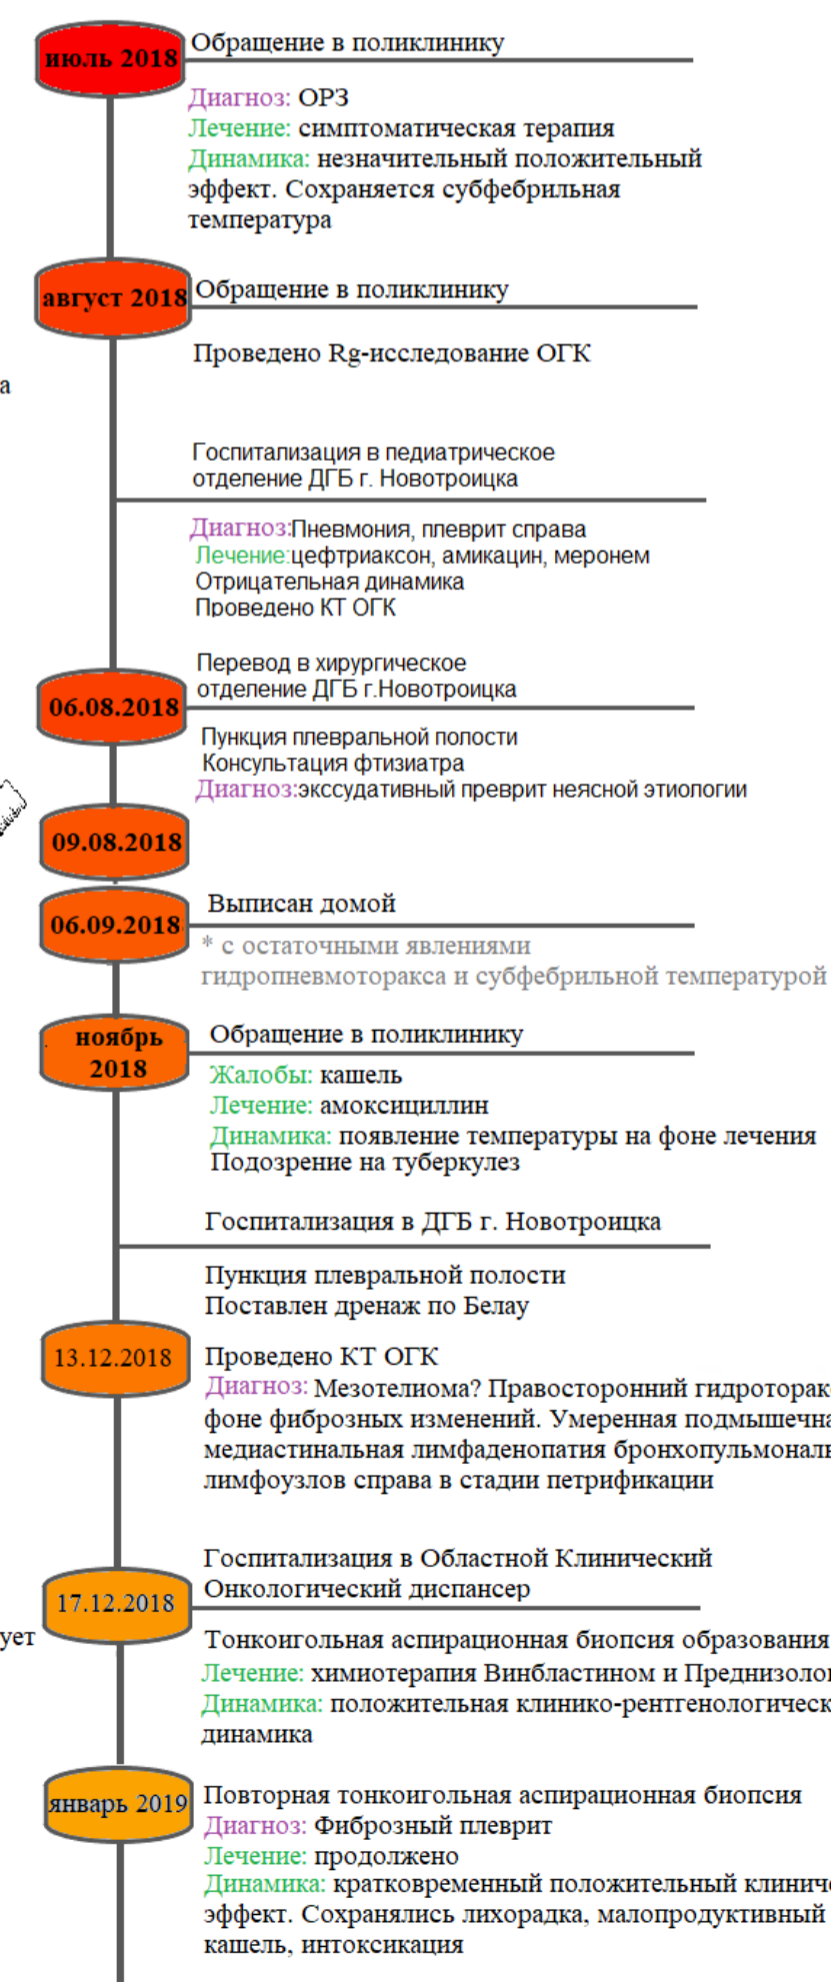 июль 2018
Обращение в поликлинику
Диагноз: ОРЗ
Лечение: симптоматическая терапия
Динамика: незначительный положительный
эффект. Сохраняется субфебрильная
температура
август 2018
Обращение в поликлинику
Проведено Rg-исследование ОГК
а
Госпитализация в педиатрическое
отделение ДГБ г. Новотроицка
Диагноз:Пневмония, плеврит справа
Лечение:цефтриаксон, амикацин, меронем
Отрицательная динамика
Проведено КТ ОГК
Перевод в хирургическое
отделение ДГБ г.Новотроицка
06.08.2018
Пункция плевральной полости
Консультация фтизиатра
Диагноз:экссудативный преврит неясной этиологии
09.08.2018
06.09.2018
Выписан домой
* с остаточными явлениями
гидропневмоторакса и субфебрильной температурой
ноябрь
2018
Обращение в поликлинику
Жалобы: кашель
Лечение: амоксициллин
Динамика: появление температуры на фоне лечения
Подозрение на туберкулез
Госпитализация в ДГБ г. Новотроицка
Пункция плевральной полости
Поставлен дренаж по Белау
13.12.2018
Проведено КТ ОГК
Диагноз: Мезотелиома? Правосторонний гидроторакс
фоне фиброзных изменений. Умеренная подмышечна
медиастинальная лимфаденопатия бронхопульмональ
лимфоузлов справа в стадии петрификации
Госпитализация в Областной Клинический
Онкологический диспансер
17.12.2018
ует
Тонкоигольная аспирационная биопсия образования
Лечение: химиотерапия Винбластином и Преднизолон
Динамика: положительная клинико-рентгенологическ
динамика
январь 2019
Повторная тонкоигольная аспирационная биопсия
Диагноз: Фиброзный плеврит
Лечение: продолжено
Динамика: кратковременный положительный клиниче
эффект. Сохранялись лихорадка, малопродуктивный
кашель, интоксикация